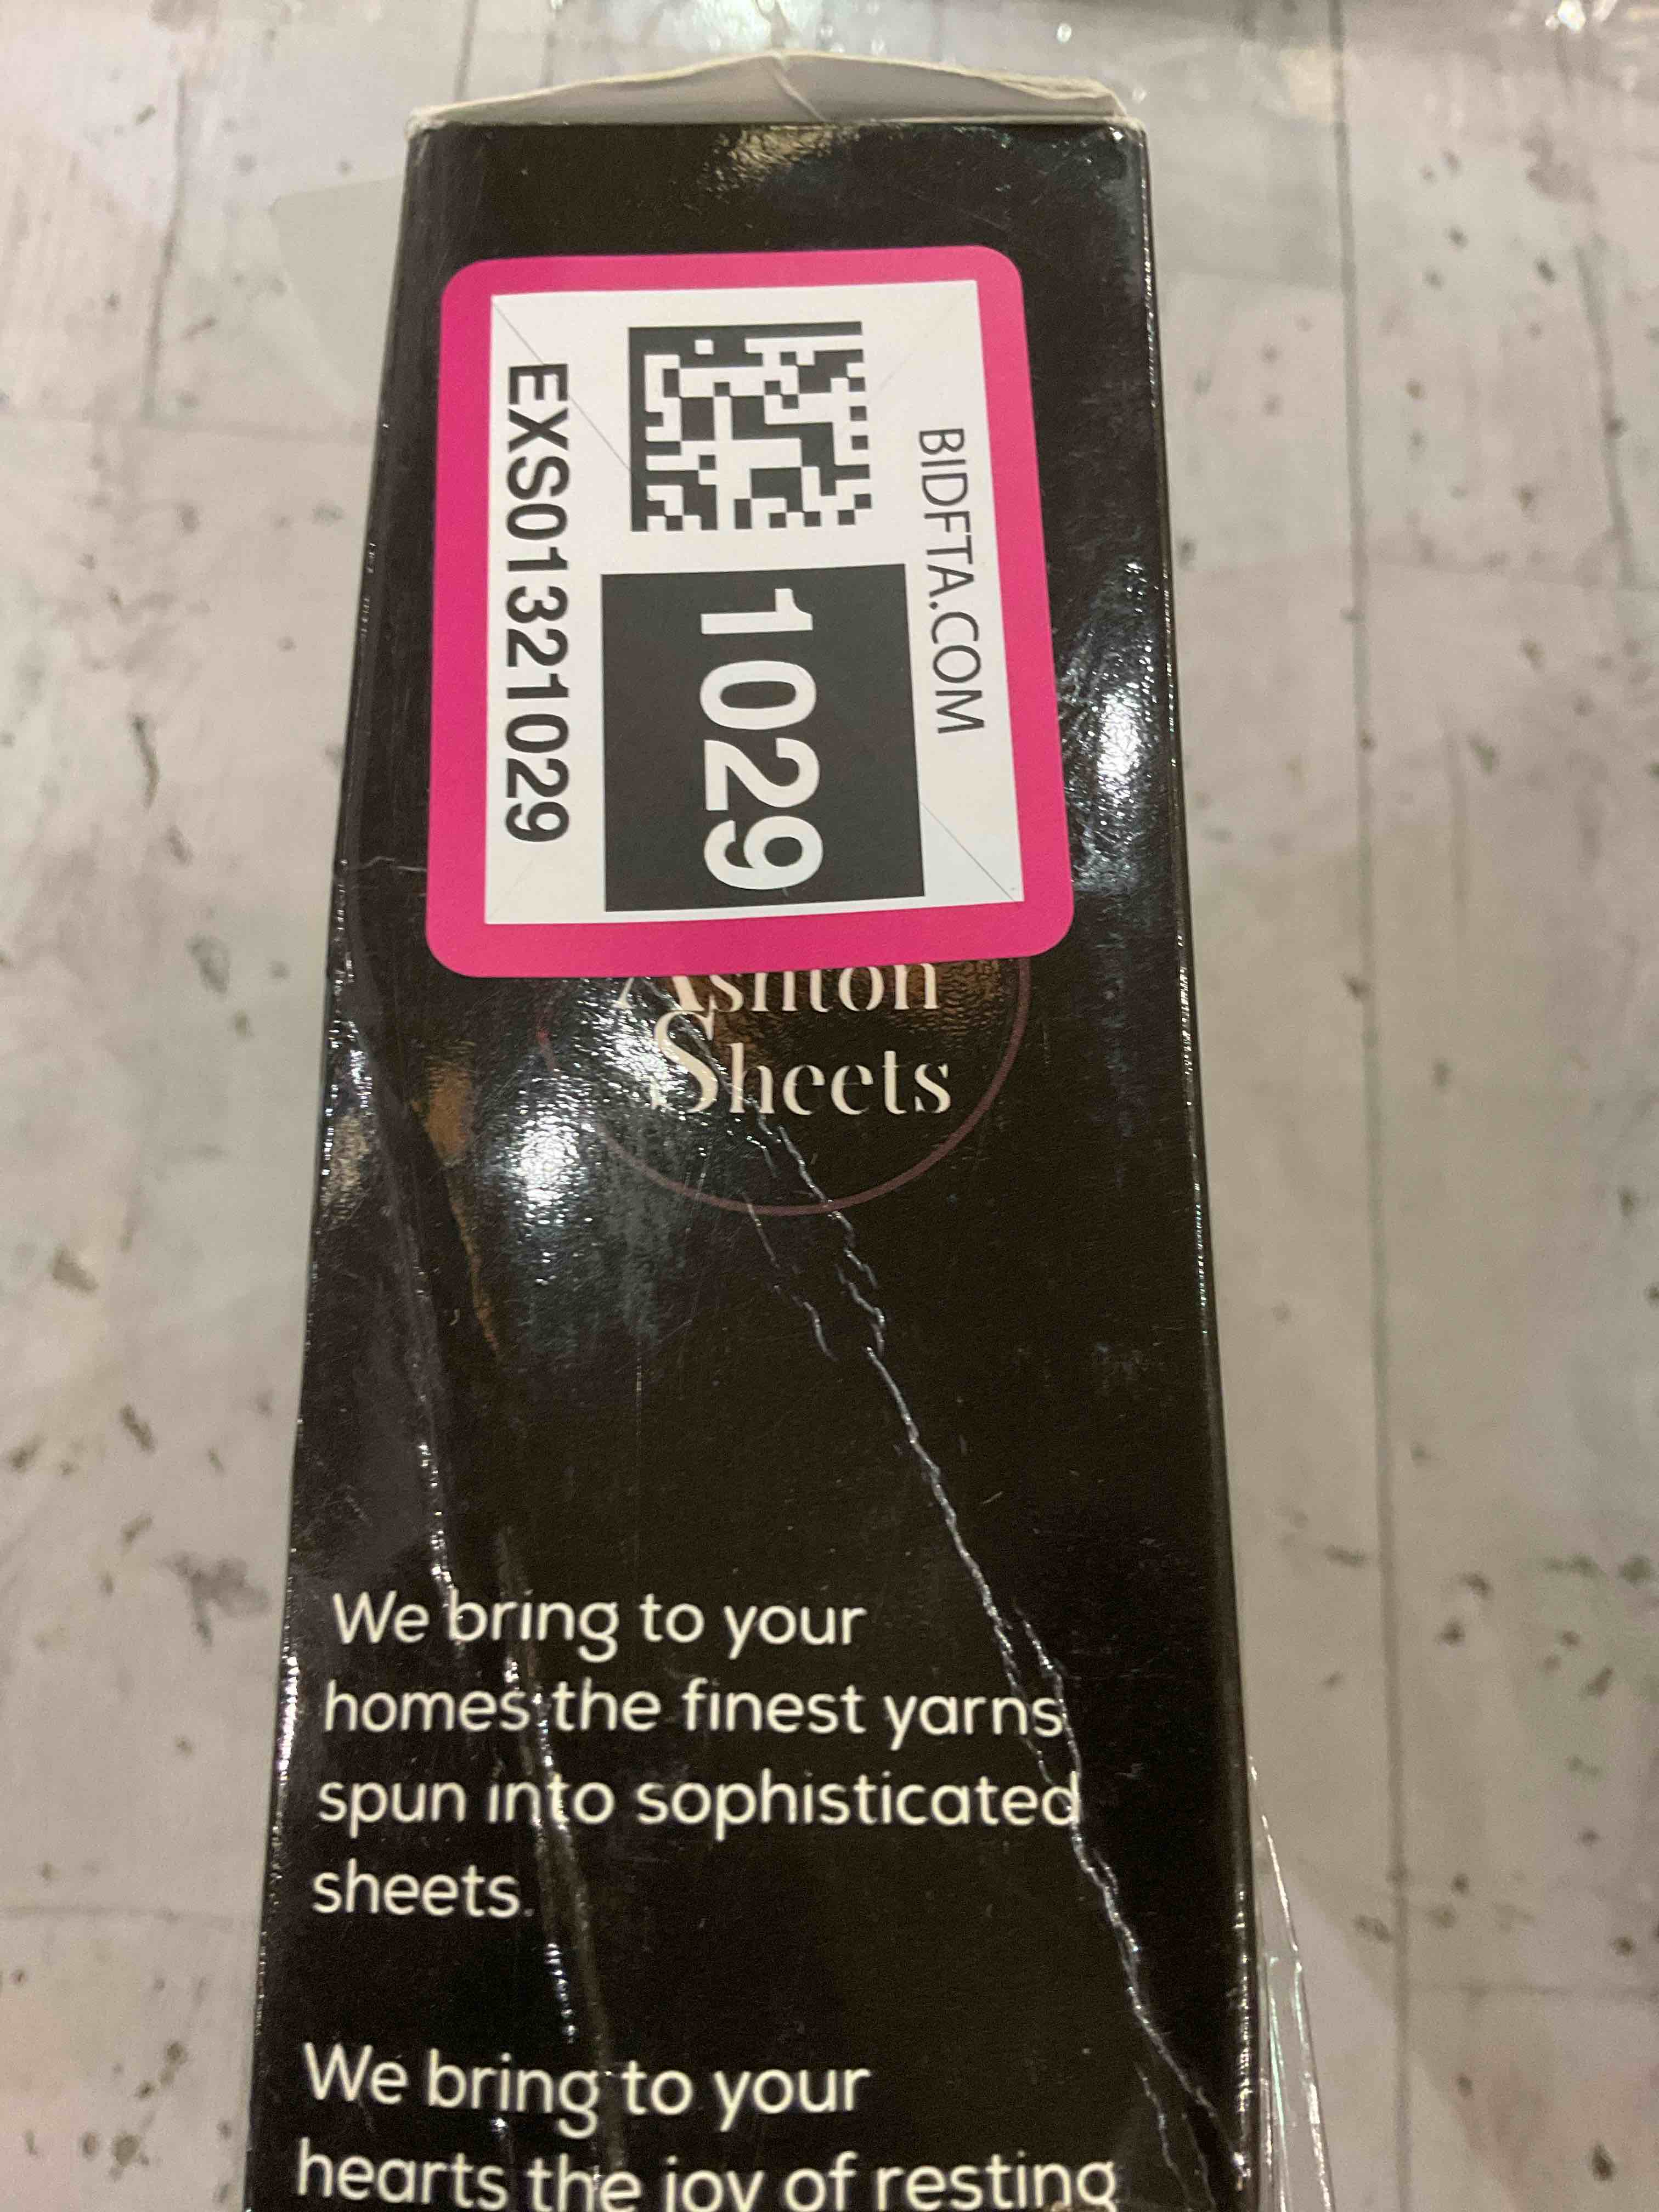 BIDFTA.COM
1029
EXS01321029
Ashton
Sheets
We bring to your
homes the finest yarns
spun into sophisticated
sheets.
We bring to your
hearts the joy of resting